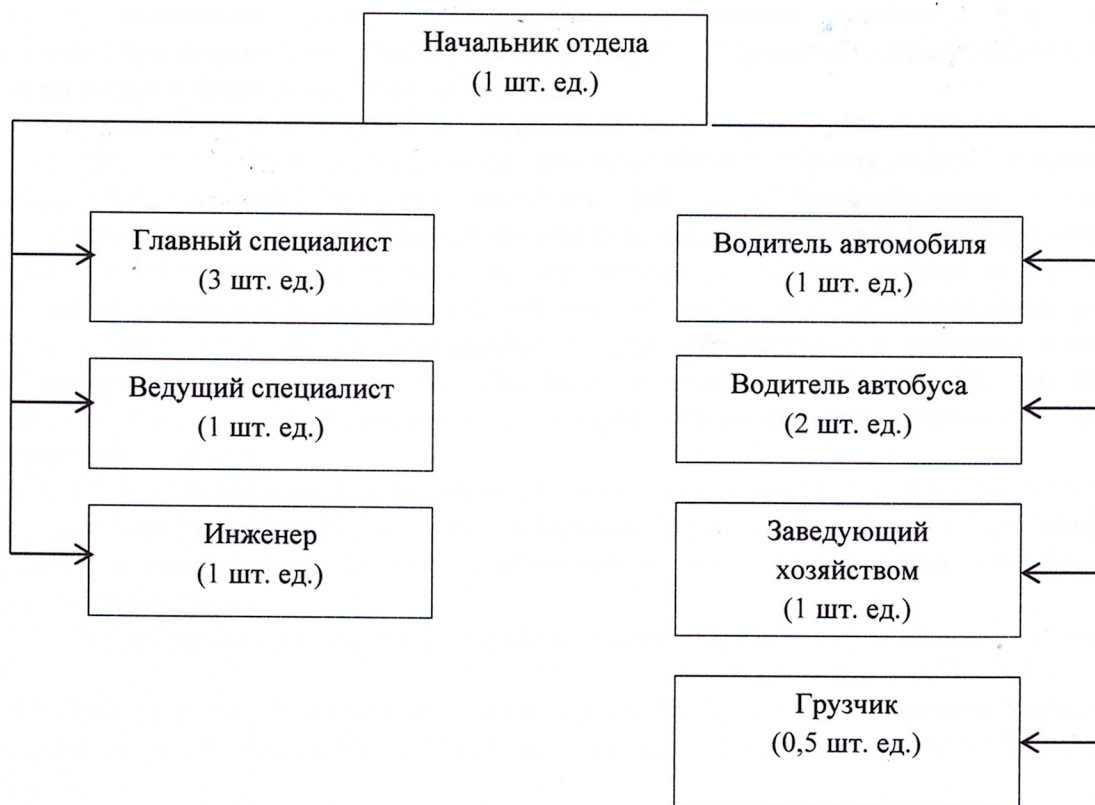 Начальник отдела
(1 шт. ед.)
Главный специалист
(3 шт. ед.)
Ведущий специалист
(1 шт. ед.)
Инженер
(1 шт. ед.)
Водитель автомобиля
(1 шт. ед.)
Водитель автобуса
(2 шт. ед.)
Заведующий
хозяйством
(1 шт. ед.)
Грузчик
(0,5 шт. ед.)